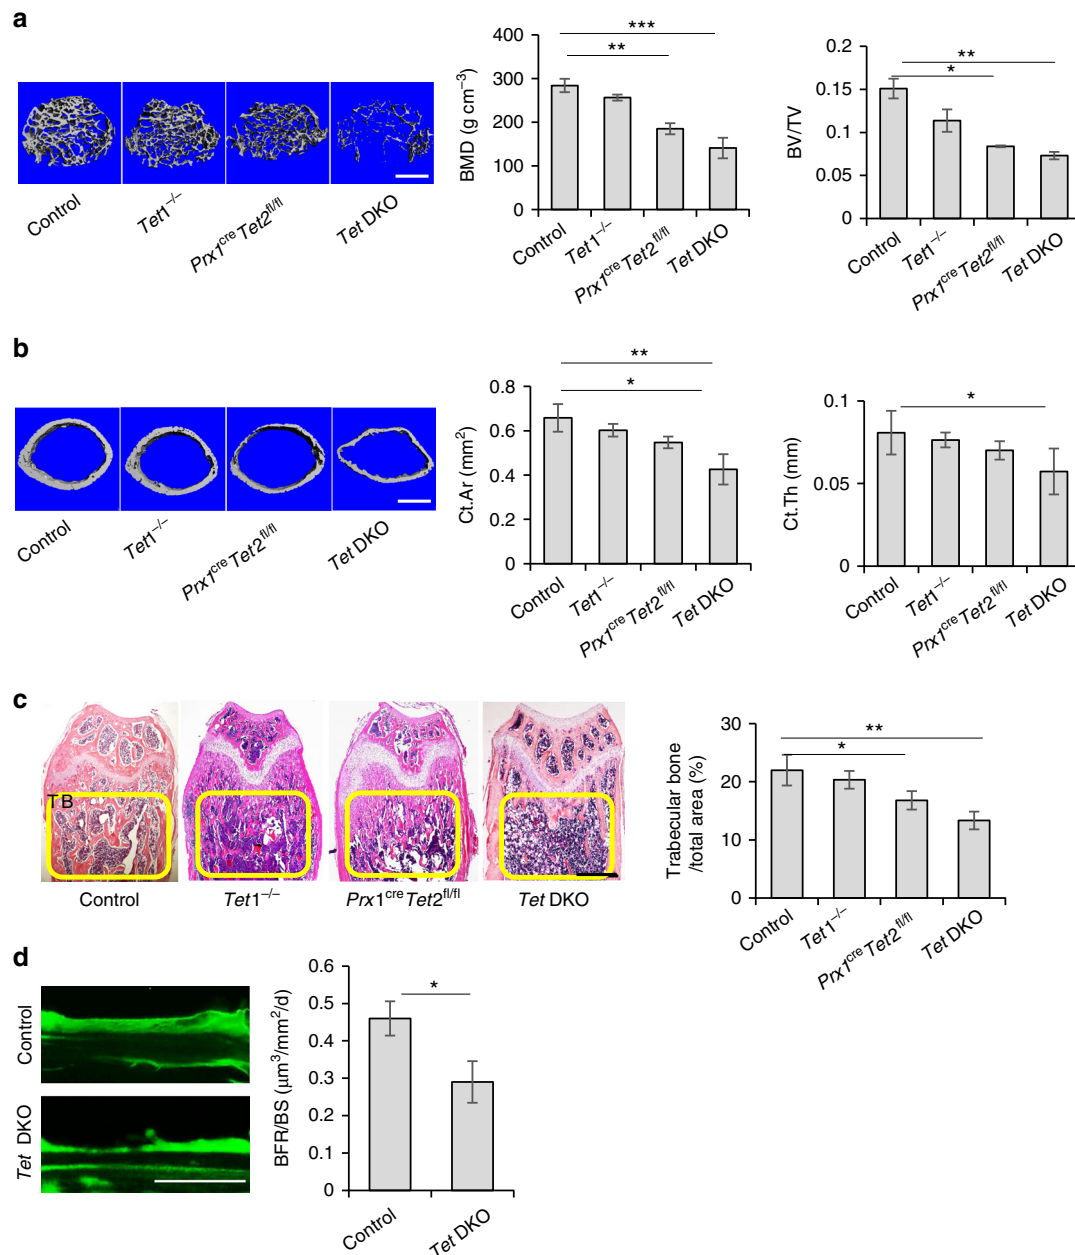 a
Control
Tet1−/−
Prx1cre Tet2fl/fl
Tet DKO
BMD (g cm−3)
400
300
200
100
0
***
**
Control
Tet1−/−
Prx1cre Tet2fl/fl
Tet DKO
BV/TV
0.2
0.15
0.1
0.05
0
**
*
Control
Tet1−/−
Prx1cre Tet2fl/fl
Tet DKO
b
Control
Tet1−/−
Prx1cre Tet2fl/fl
Tet DKO
Ct.Ar (mm2)
0.8
0.6
0.4
0.2
0
**
*
Control
Tet1−/−
Prx1cre Tet2fl/fl
Tet DKO
Ct.Th (mm)
0.1
0.05
0
*
Control
Tet1−/−
Prx1cre Tet2fl/fl
Tet DKO
c
TB
Control
Tet1−/−
Prx1cre Tet2fl/fl
Tet DKO
Trabecular bone
/total area (%)
30
20
10
0
**
*
Control
Tet1−/−
Prx1cre Tet2fl/fl
Tet DKO
d
Control
Tet DKO
BFR/BS (μm3/mm2/d)
0.6
0.5
0.4
0.3
0.2
0.1
0
*
Control
Tet DKO